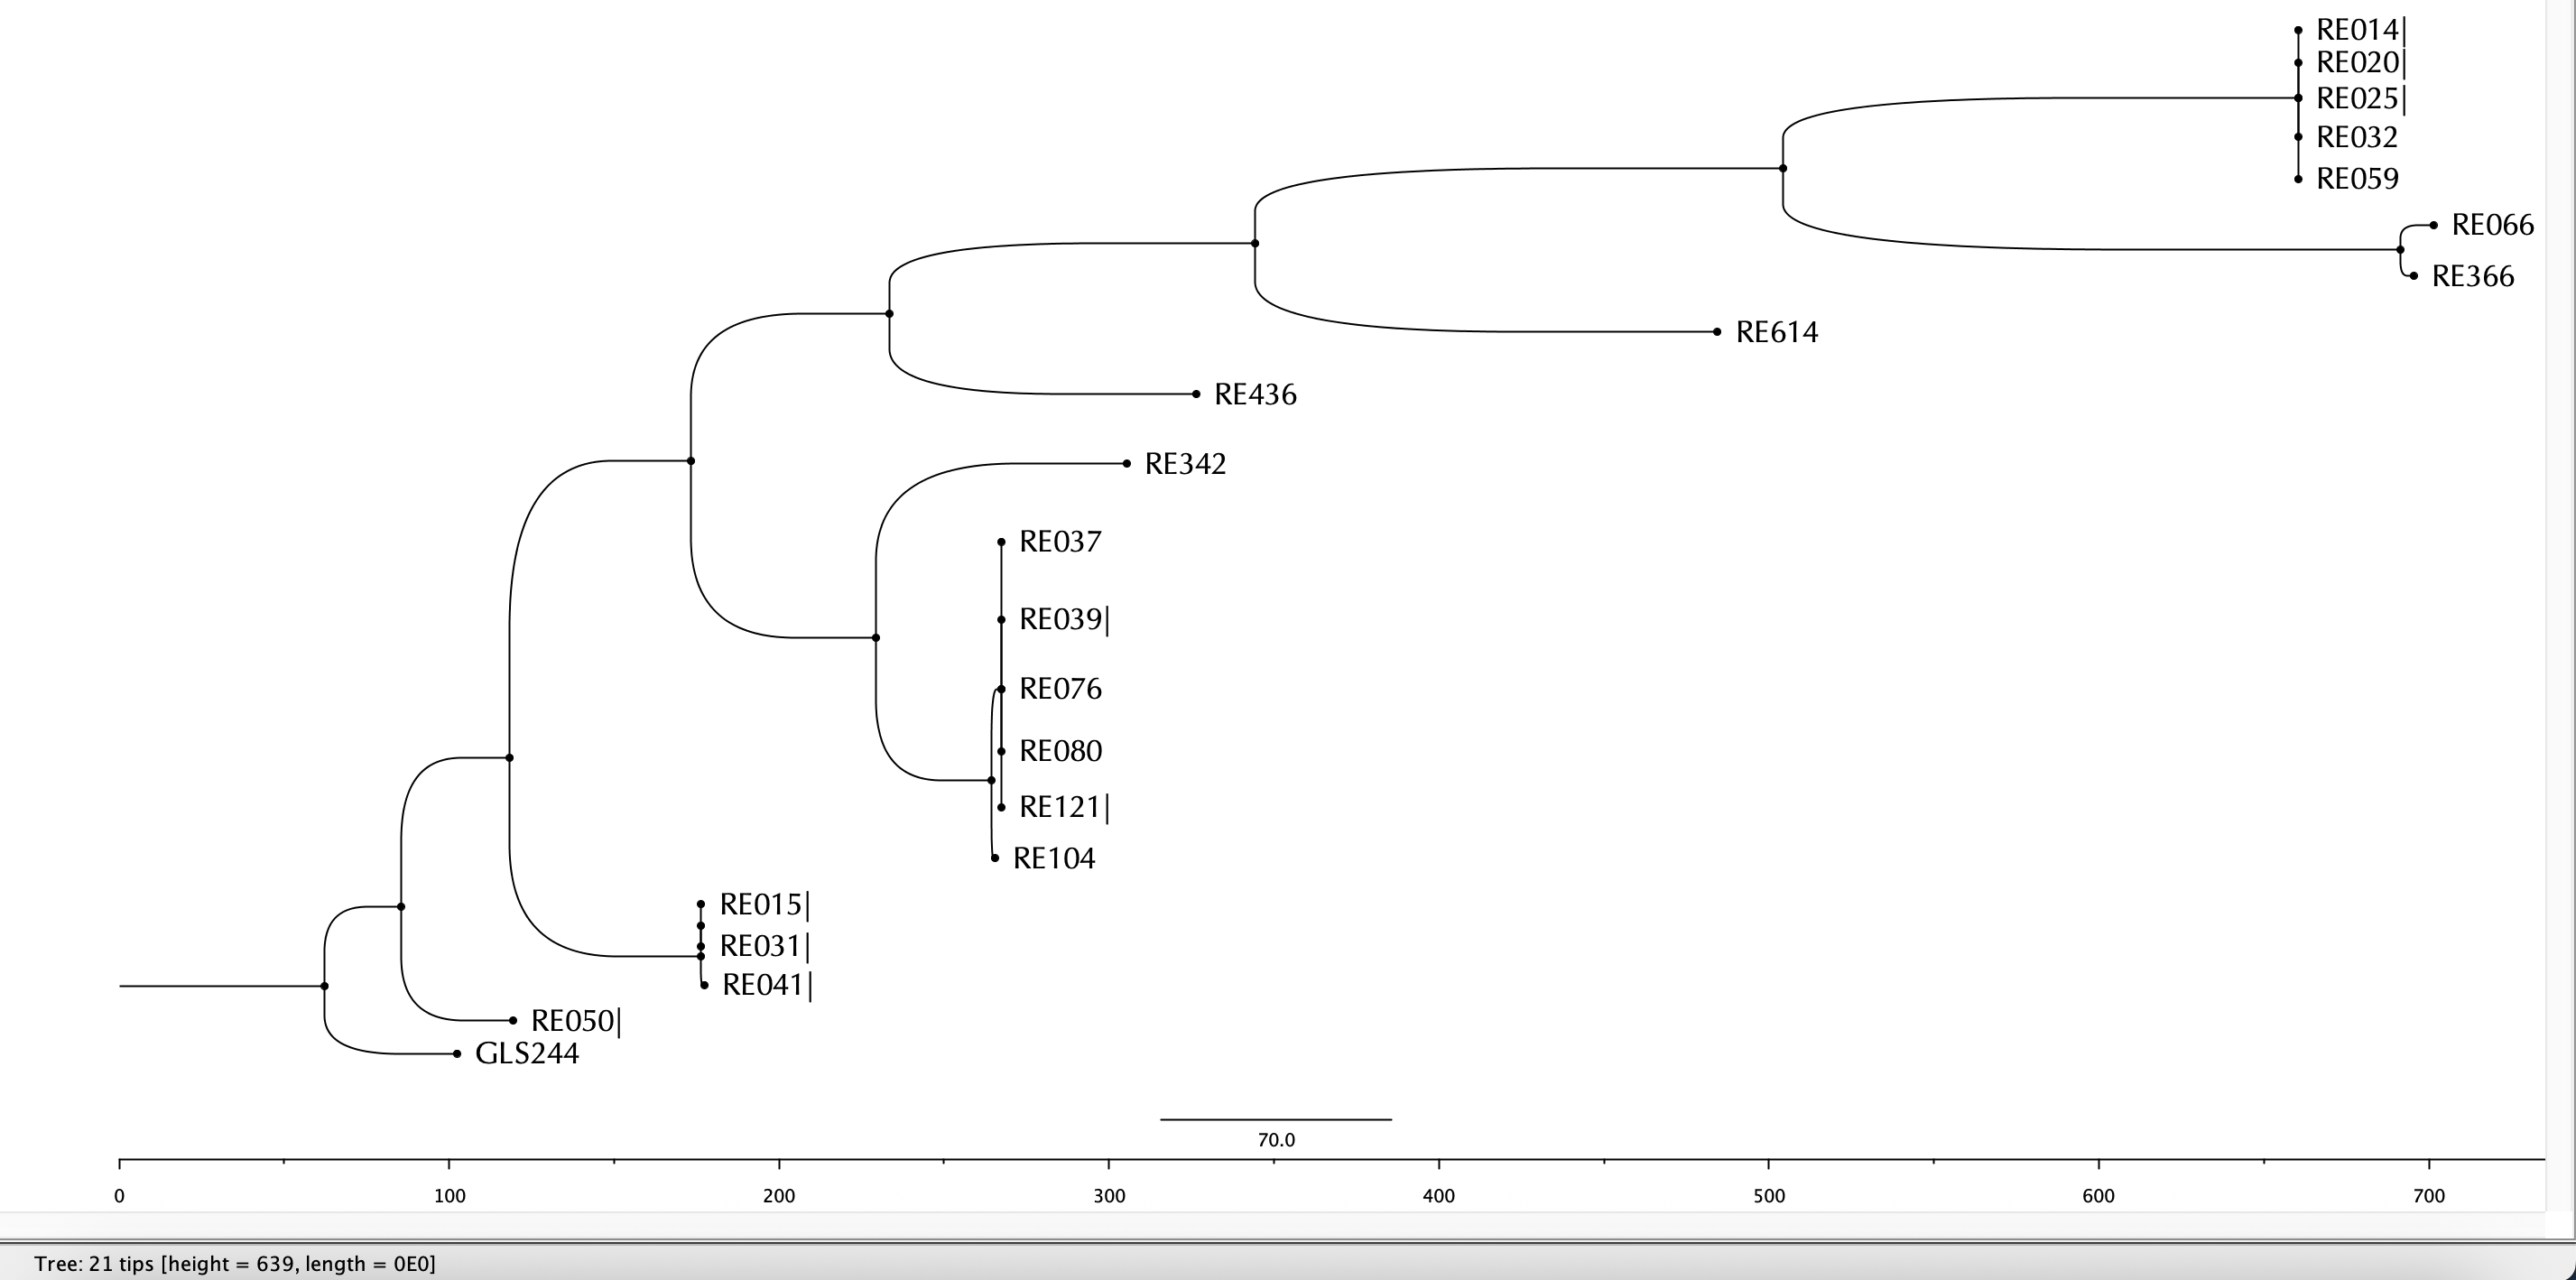 RE014|
RE020|
RE025|
RE032
RE059
RE066
RE366
RE614
RE436
RE342
RE037
RE039|
RE076
RE080
RE121|
RE104
RE015|
RE031|
RE041|
RE050|
GLS244
70.0
0 100 200 300 400 500 600 700
Tree: 21 tips [height = 639, length = 0E0]